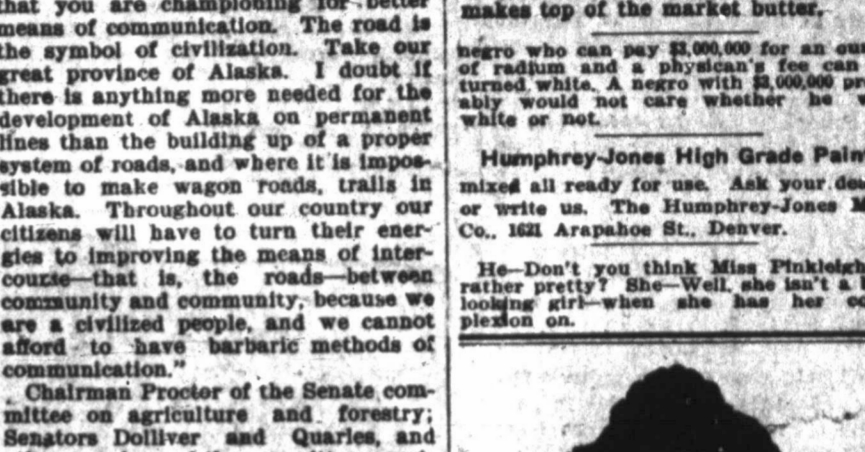 that you are championing for better
means of communication. The road is
the symbol of civilization. Take our
great province of Alaska. I doubt if
there is anything more needed for the
development of Alaska on permanent
lines than the building up of a proper
system of roads, and where it is impos-
sible to make wagon roads, trails in
Alaska. Throughout our country our
citizens will have to turn their ener-
gies to improving the means of inter-
course—that is, the roads—between
community and community, because we
are a civilized people, and we cannot
afford to have barbaric methods of
communication."
Chairman Proctor of the Senate com-
mittee on agriculture and forestry;
Senators Dolliver and Quarles, and
makes top of the market butter.
negro who can pay $3,000,000 for an
of radium and a physican's fee can
turned white. A negro with $3,000,000
ably would not care whether he
white or not.
Humphrey-Jones High Grade
mixed all ready for use. Ask your
or write us. The Humphrey-Jones
Co., 1621 Arapahoe St., Denver.
He—Don't you think Miss
rather pretty? She—Well, she isn't a
looking girl—when she has her
plexion on.